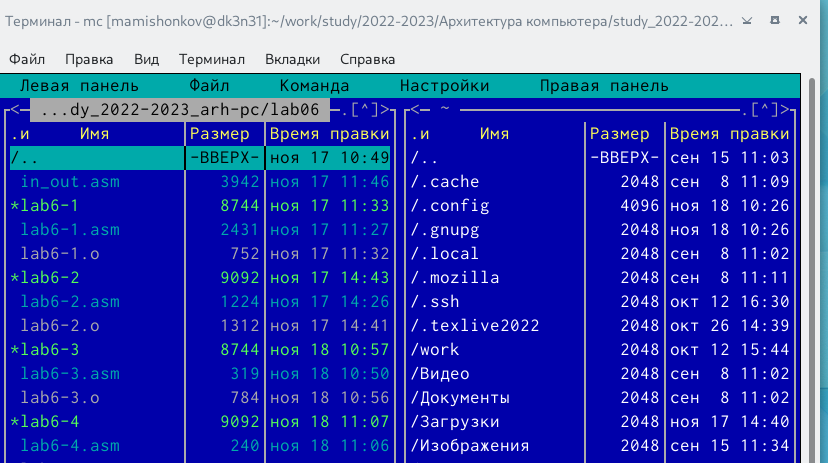 Терминал - mc [mamishonkov@dk3n31]:~/work/study/2022-2023/Архитектура компьютера/study_2022-202...
Файл Правка Вид Терминал Вкладки Справка
Левая панель Файл Команда Настройки Правая панель
<— ...dy_2022-2023_arh-pc/lab06 —.[^]> <— ~ —.[^]>
.и Имя Размер Время правки .и Имя Размер Время правки
/.. -ВВЕРХ- ноя 17 10:49 /.. -ВВЕРХ- сен 15 11:03
in_out.asm 3942 ноя 17 11:46 /.cache 2048 сен 8 11:09
*lab6-1 8744 ноя 17 11:33 /.config 4096 ноя 18 10:26
lab6-1.asm 2431 ноя 17 11:27 /.gnupg 2048 ноя 18 10:26
lab6-1.o 752 ноя 17 11:32 /.local 2048 сен 8 11:02
*lab6-2 9092 ноя 17 14:43 /.mozilla 2048 сен 8 11:11
lab6-2.asm 1224 ноя 17 14:26 /.ssh 2048 окт 12 16:30
lab6-2.o 1312 ноя 17 14:41 /.texlive2022 2048 окт 26 14:39
*lab6-3 8744 ноя 18 10:57 /work 2048 окт 12 15:44
lab6-3.asm 319 ноя 18 10:50 /Видео 2048 сен 8 11:02
lab6-3.o 784 ноя 18 10:56 /Документы 2048 сен 8 11:02
*lab6-4 9092 ноя 18 11:07 /Загрузки 2048 ноя 17 14:40
lab6-4.asm 240 ноя 18 11:06 /Изображения 2048 сен 15 11:34